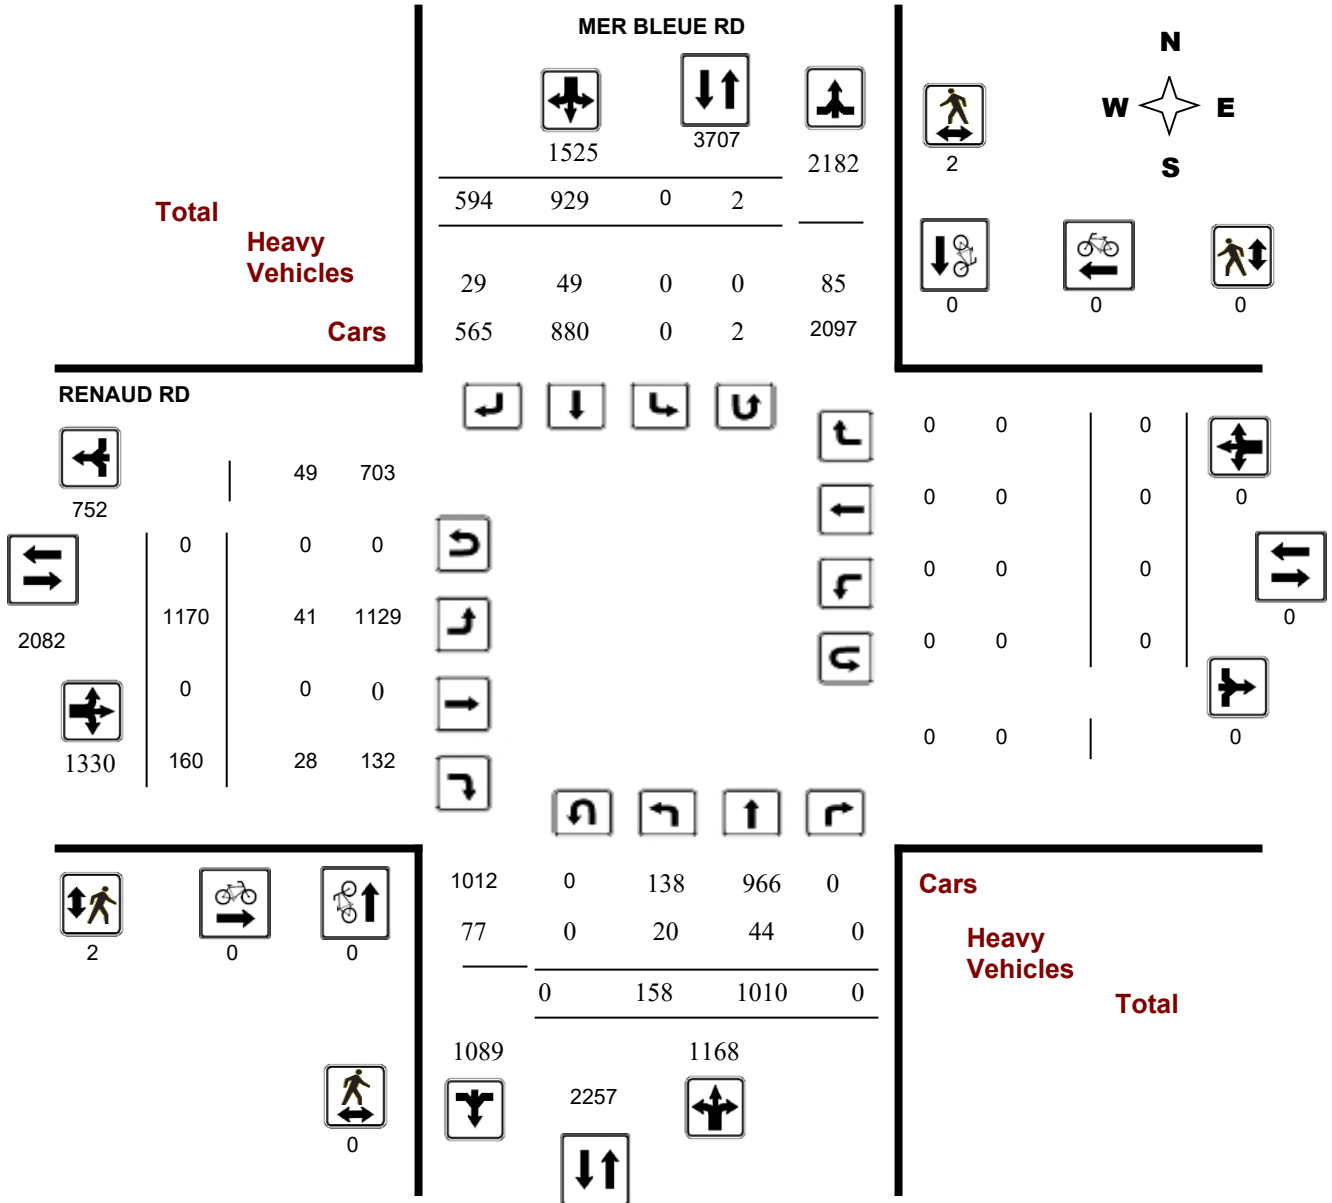 MER BLEUE RD
N
W E
S
1525 3707 2182 2
594 929 0 2
Total
Heavy
Vehicles
29 49 0 0 85
0 0 0
Cars 565 880 0 2 2097
RENAUD RD
0 0 0
49 703
752
0 0 0 0
0 0 0
0 0 0
0
1170 41 1129
2082
0 0 0
0 0 0
0 0 0
1330 160 28 132
1012 0 138 966 0 Cars
77 0 20 44 0 Heavy
Vehicles
2 0 0
0 158 1010 0 Total
1089 1168
2257
0